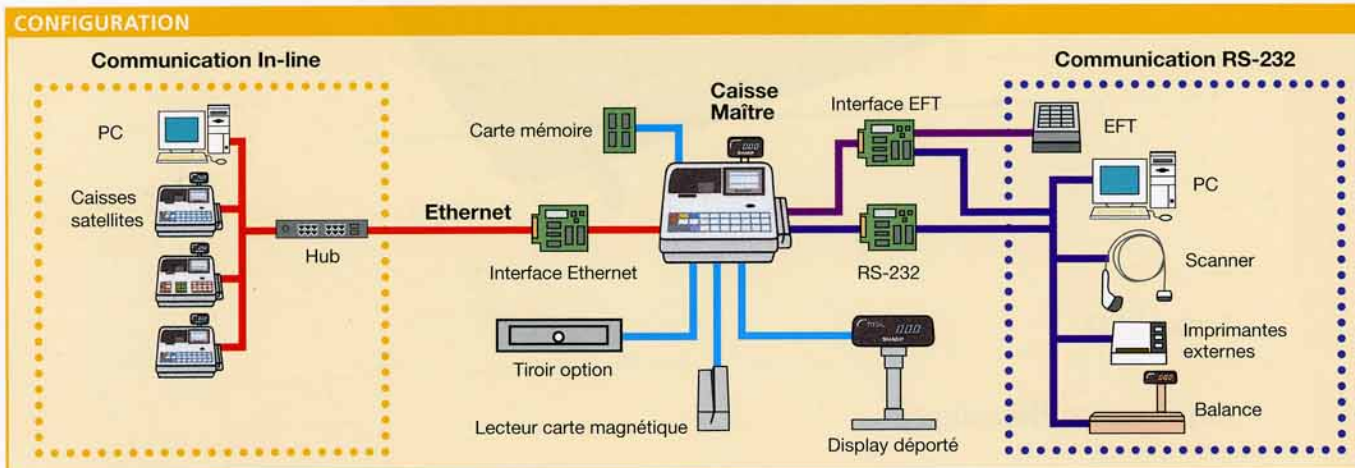 CONFIGURATION
Communication In-line
PC
Caisses
satellites
Hub
Ethernet
Interface Ethernet
Carte mémoire
Caisse
Maître
Tiroir option
Lecteur carte magnétique
SHARP
Display déporté
Interface EFT
RS-232
Communication RS-232
EFT
PC
Scanner
Imprimantes
externes
Balance